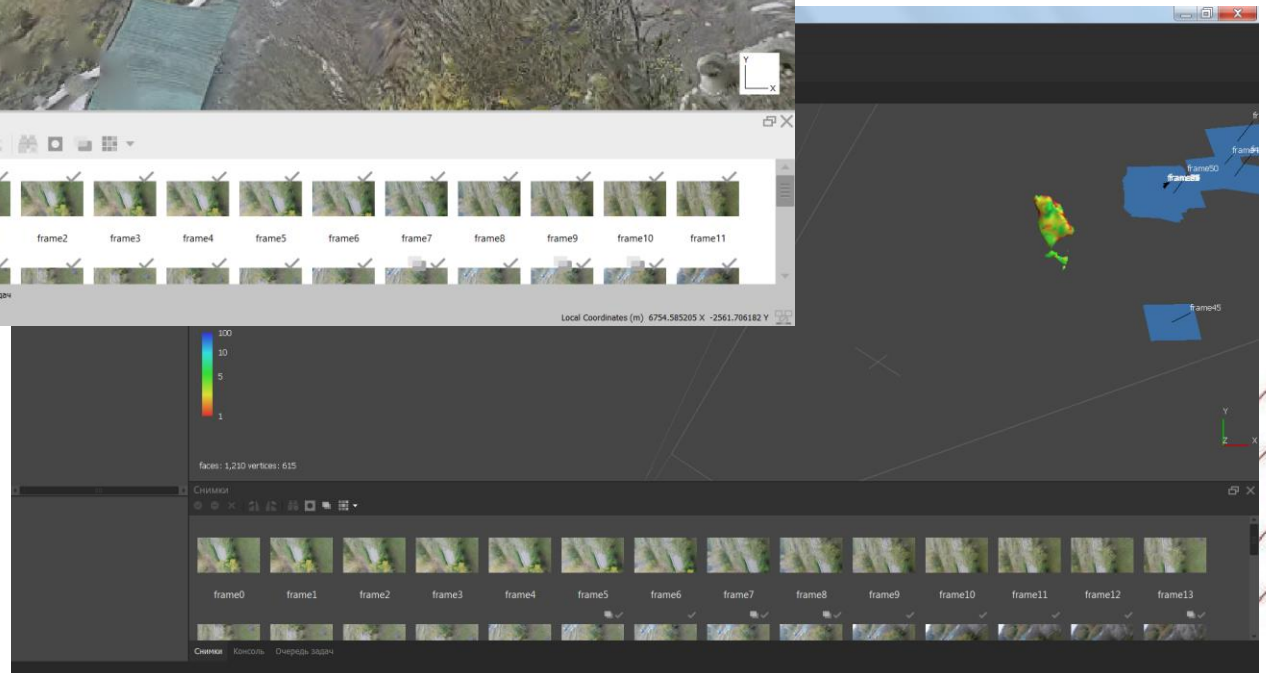 Y
X
frame2 frame3 frame4 frame5 frame6 frame7 frame8 frame9 frame10 frame11
Local Coordinates (m) 6754.585205 X -2561.706182 Y
frame50
frame45
100
10
5
1
Y
Z X
faces: 1,210 vertices: 615
Снимки
frame0 frame1 frame2 frame3 frame4 frame5 frame6 frame7 frame8 frame9 frame10 frame11 frame12 frame13
Снимки Консоль Очередь задач